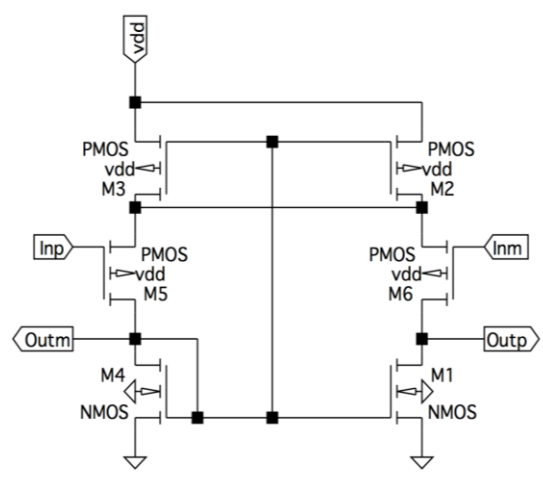 vdd
PMOS
vdd
M3
PMOS
vdd
M2
Inp
PMOS
vdd
M5
PMOS
vdd
M6
Inm
Outm
M4
NMOS
M1
NMOS
Outp